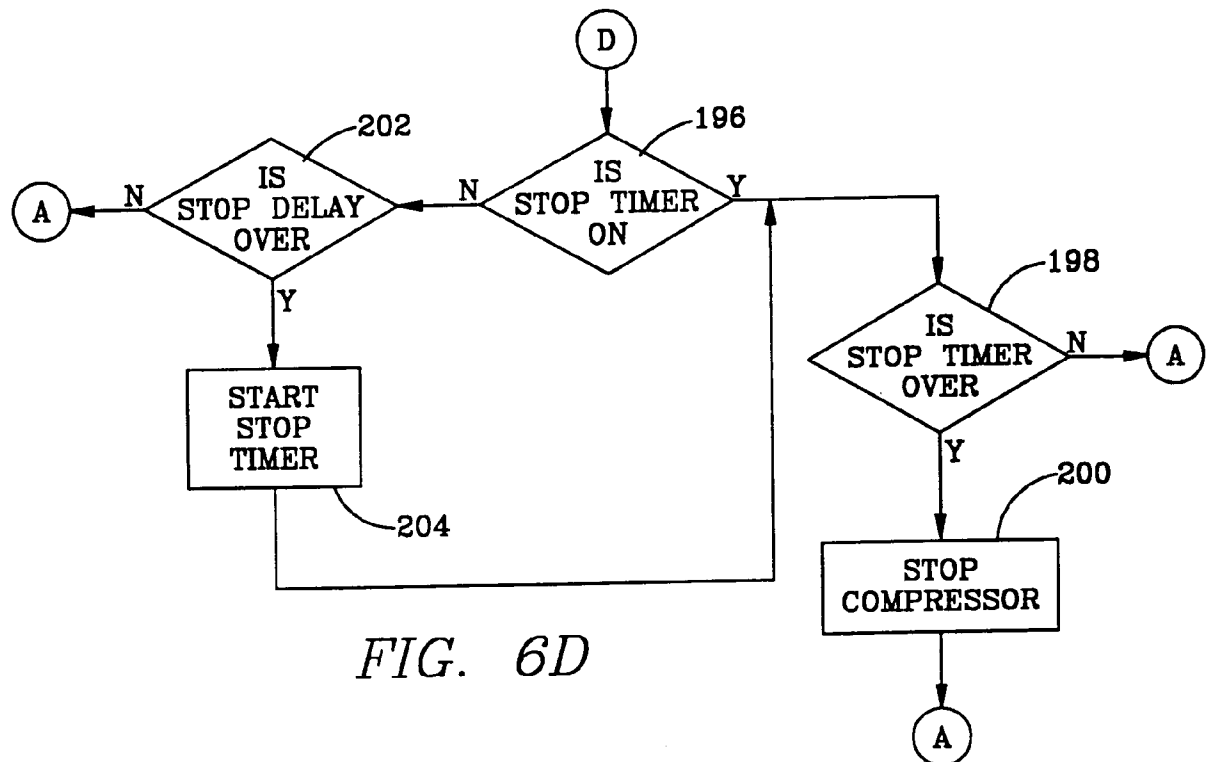 D
196
IS
STOP TIMER
ON
N
Y
202
IS
STOP DELAY
OVER
N
A
Y
START
STOP
TIMER
204
198
IS
STOP TIMER
OVER
N
A
Y
200
STOP
COMPRESSOR
A
FIG. 6D